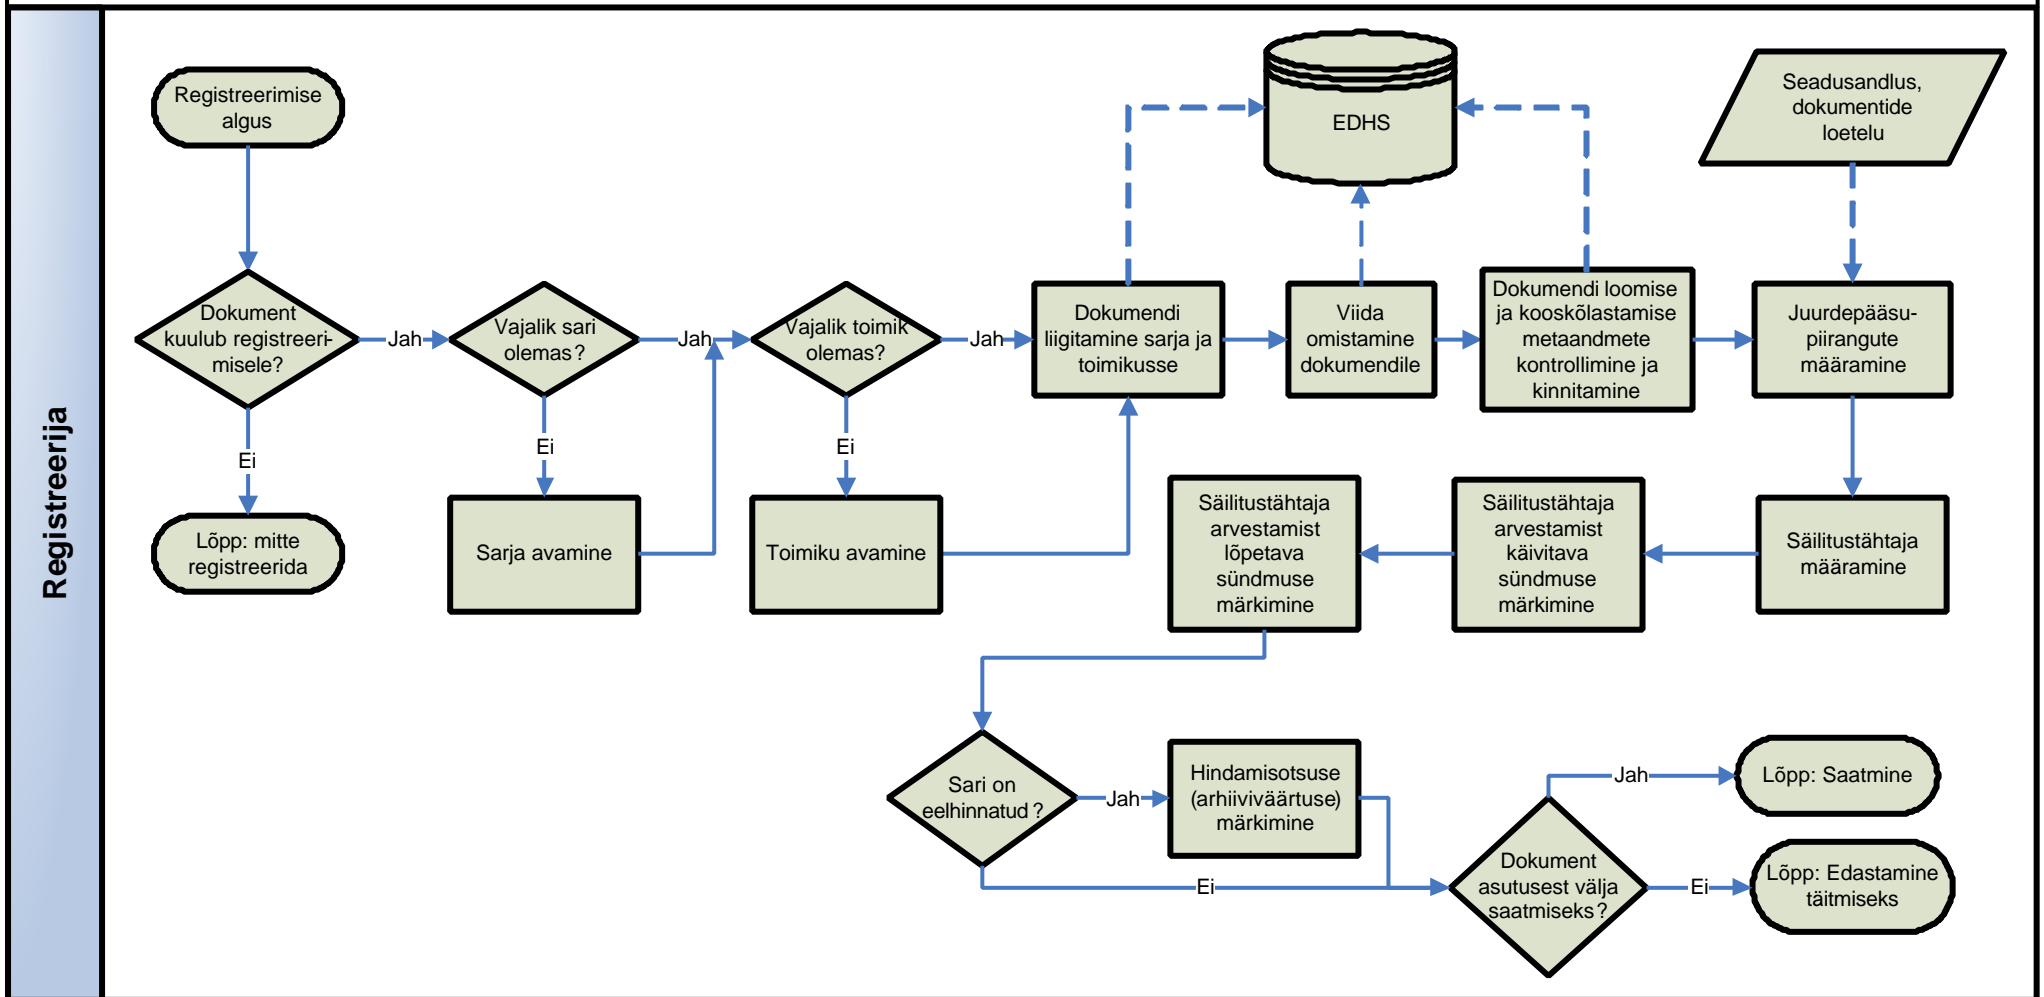 Registreerija
Registreerimise
algus
EDHS
Seadusandlus,
dokumentide
loetelu
Dokument
kuulub registreeri-
misele?
Jah
Vajalik sari
olemas?
Jah
Vajalik toimik
olemas?
Jah
Dokumendi
liigitamine sarja ja
toimikusse
Viida
omistamine
dokumendile
Dokumendi loomise
ja kooskõlastamise
metaandmete
kontrollimine ja
kinnitamine
Juurdepääsu-
piirangute
määramine
Ei
Ei
Ei
Lõpp: mitte
registreerida
Sarja avamine
Toimiku avamine
Säilitustähtaja
arvestamist
lõpetava
sündmuse
märkimine
Säilitustähtaja
arvestamist
käivitava
sündmuse
märkimine
Säilitustähtaja
määramine
Sari on
eelhinnatud?
Jah
Hindamisotsuse
(arhiiviväärtuse)
märkimine
Ei
Dokument
asutusest välja
saatmiseks?
Jah
Lõpp: Saatmine
Ei
Lõpp: Edastamine
täitmiseks